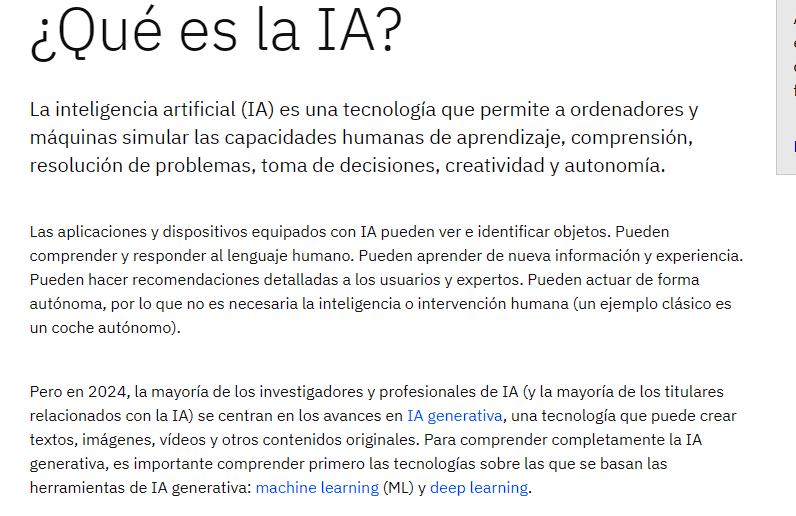 ¿Qué es la IA?
La inteligencia artificial (IA) es una tecnología que permite a ordenadores y
máquinas simular las capacidades humanas de aprendizaje, comprensión,
resolución de problemas, toma de decisiones, creatividad y autonomía.
Las aplicaciones y dispositivos equipados con IA pueden ver e identificar objetos. Pueden
comprender y responder al lenguaje humano. Pueden aprender de nueva información y experiencia.
Pueden hacer recomendaciones detalladas a los usuarios y expertos. Pueden actuar de forma
autónoma, por lo que no es necesaria la inteligencia o intervención humana (un ejemplo clásico es
un coche autónomo).
Pero en 2024, la mayoría de los investigadores y profesionales de IA (y la mayoría de los titulares
relacionados con la IA) se centran en los avances en IA generativa, una tecnología que puede crear
textos, imágenes, vídeos y otros contenidos originales. Para comprender completamente la IA
generativa, es importante comprender primero las tecnologías sobre las que se basan las
herramientas de IA generativa: machine learning (ML) y deep learning.